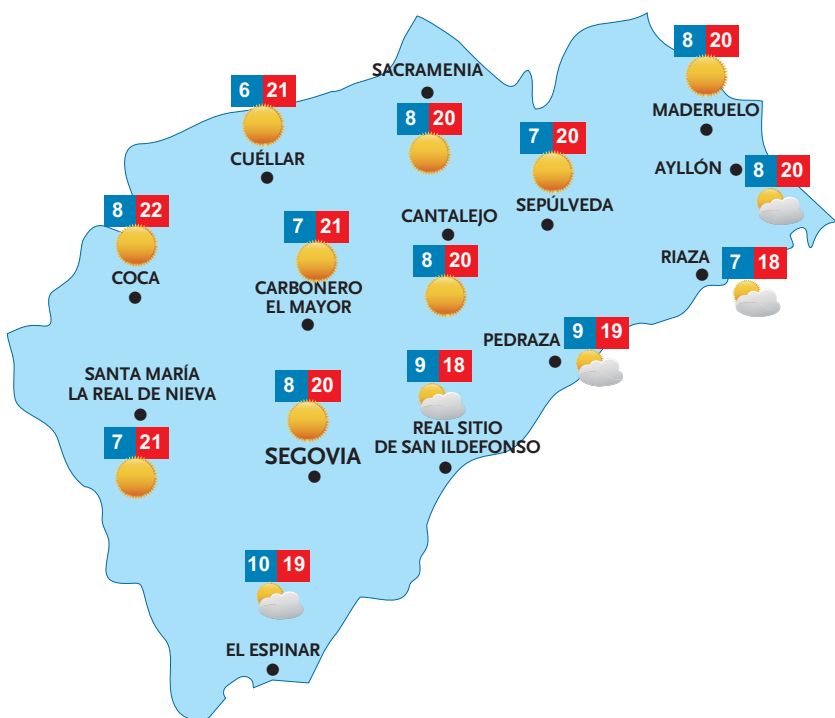 8 20
MADERUELO
SACRAMENIA
8 20
6 21
CUÉLLAR
7 20
SEPÚLVEDA
AYLLÓN
8 20
8 22
COCA
7 21
CARBONERO
EL MAYOR
CANTALEJO
8 20
RIAZA
7 18
PEDRAZA
9 19
SANTA MARÍA
LA REAL DE NIEVA
7 21
8 20
SEGOVIA
9 18
REAL SITIO
DE SAN ILDEFONSO
10 19
EL ESPINAR